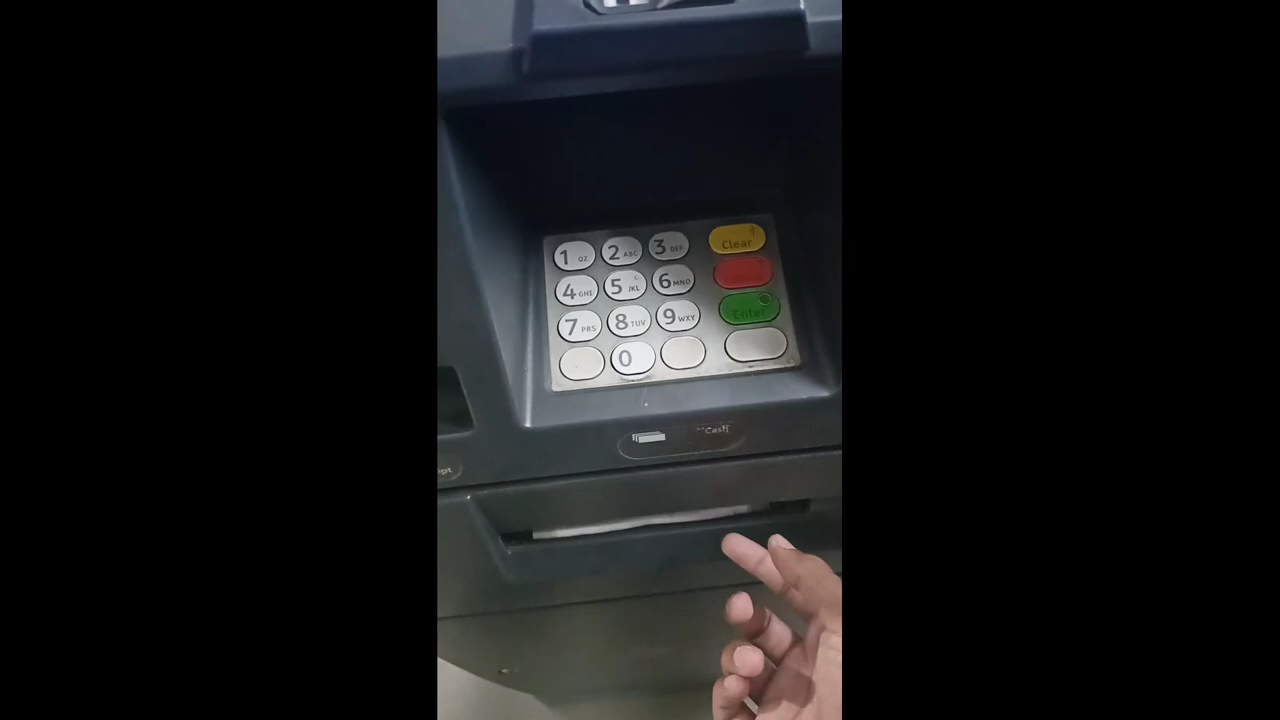 1 QZ 2 ABC 3 DEF Clear
4 GHI 5 JKL 6 MNO
7 PRS 8 TUV 9 WXY Enter
0
Cash
ipt